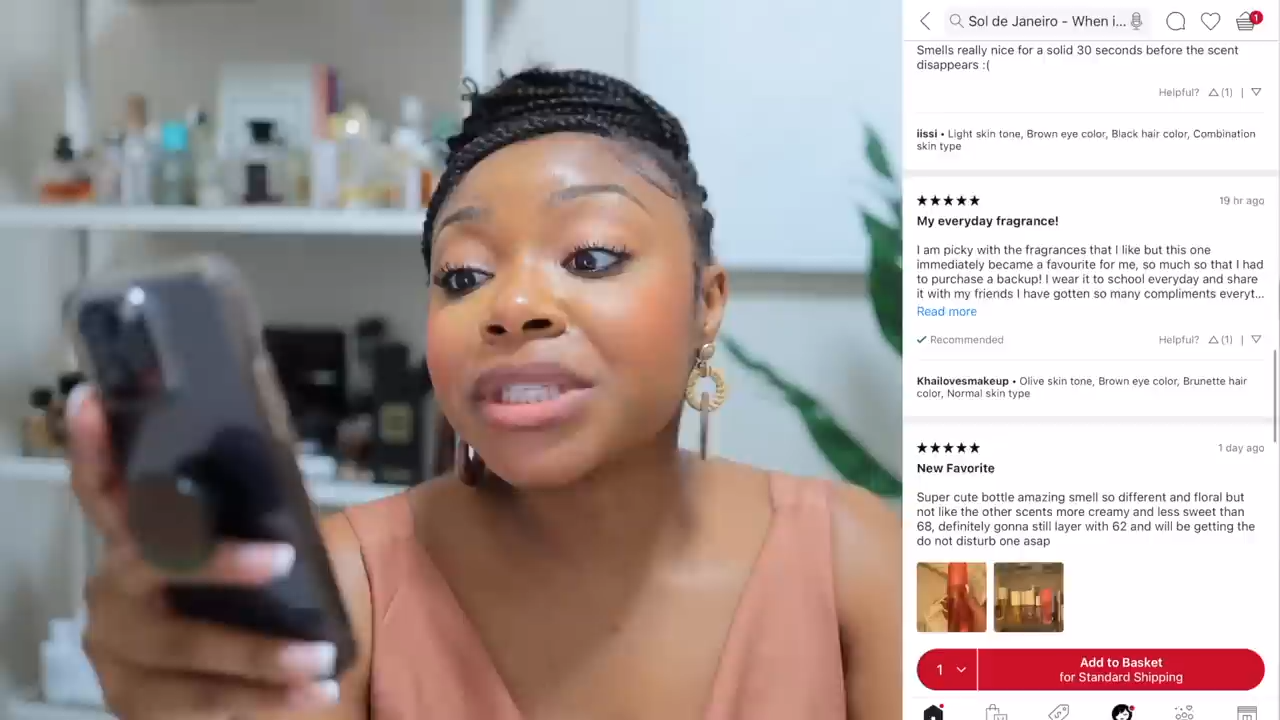 Sol de Janeiro - When i...
1
Smells really nice for a solid 30 seconds before the scent
disappears :(
Helpful? (1) |
iissi • Light skin tone, Brown eye color, Black hair color, Combination
skin type
★★★★★ 19 hr ago
My everyday fragrance!
I am picky with the fragrances that I like but this one
immediately became a favourite for me, so much so that I had
to purchase a backup! I wear it to school everyday and share
it with my friends I have gotten so many compliments everyt...
Read more
✓ Recommended Helpful? (1) |
Khailovesmakeup • Olive skin tone, Brown eye color, Brunette hair
color, Normal skin type
★★★★★ 1 day ago
New Favorite
Super cute bottle amazing smell so different and floral but
not like the other scents more creamy and less sweet than
68, definitely gonna still layer with 62 and will be getting the
do not disturb one asap
1 Add to Basket
for Standard Shipping